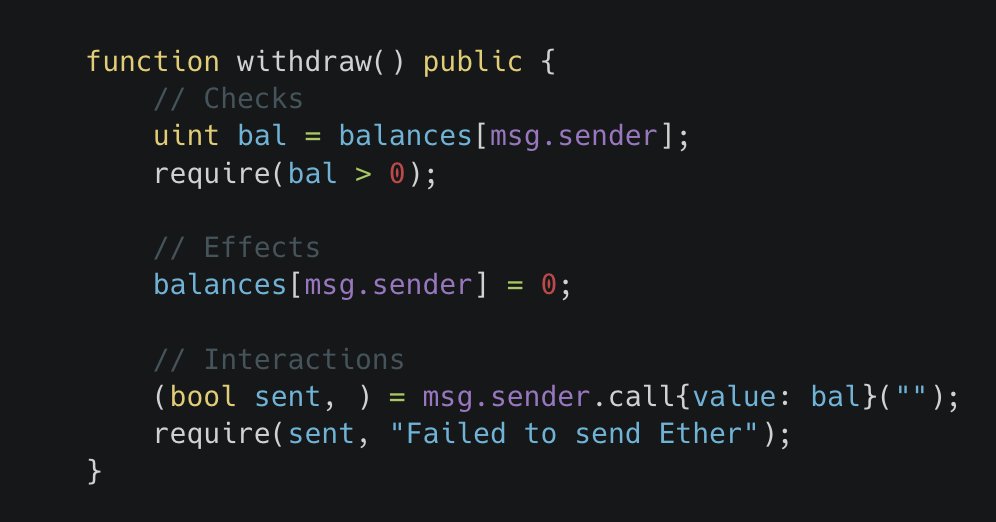 function withdraw() public {
    // Checks
    uint bal = balances[msg.sender];
    require(bal > 0);

    // Effects
    balances[msg.sender] = 0;

    // Interactions
    (bool sent, ) = msg.sender.call{value: bal}("");
    require(sent, "Failed to send Ether");
}